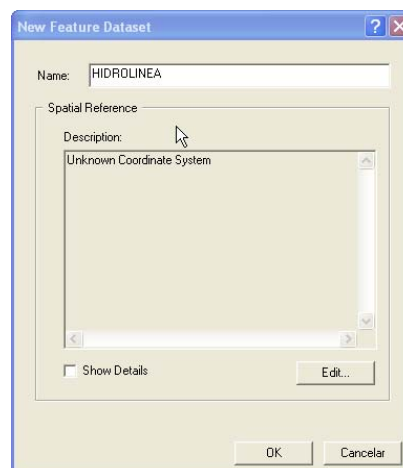 New Feature Dataset
Name: HIDROLINEA
Spatial Reference
Description:
Unknown Coordinate System
Show Details
Edit...
OK Cancelar